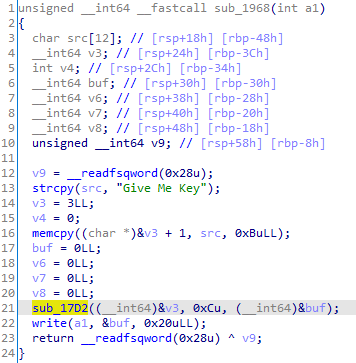 1 unsigned __int64 __fastcall sub_1968(int a1)
2 {
3 char src[12]; // [rsp+18h] [rbp-48h]
4 __int64 v3; // [rsp+24h] [rbp-3Ch]
5 int v4; // [rsp+2Ch] [rbp-34h]
6 __int64 buf; // [rsp+30h] [rbp-30h]
7 __int64 v6; // [rsp+38h] [rbp-28h]
8 __int64 v7; // [rsp+40h] [rbp-20h]
9 __int64 v8; // [rsp+48h] [rbp-18h]
10 unsigned __int64 v9; // [rsp+58h] [rbp-8h]
11
12 v9 = __readfsqword(0x28u);
13 strcpy(src, "Give Me Key");
14 v3 = 3LL;
15 v4 = 0;
16 memcpy((char *)&v3 + 1, src, 0xBuLL);
17 buf = 0LL;
18 v6 = 0LL;
19 v7 = 0LL;
20 v8 = 0LL;
21 sub_17D2((__int64)&v3, 0xCu, (__int64)&buf);
22 write(a1, &buf, 0x20uLL);
23 return __readfsqword(0x28u) ^ v9;
24 }